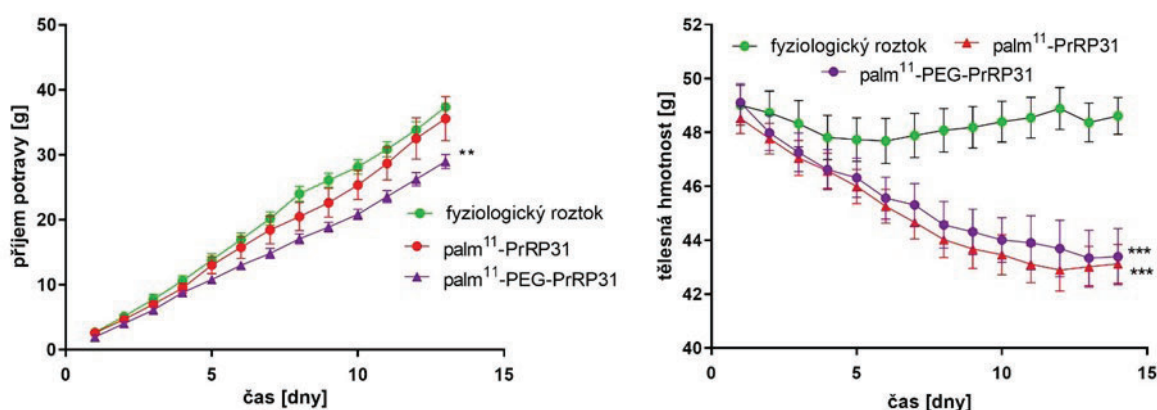 50
40
30
20
10
0
příjem potravy [g]
0 5 10 15
čas [dny]
**
fyziologický roztok
palm¹¹-PrRP31
palm¹¹-PEG-PrRP31
52
50
48
46
44
42
40
tělesná hmotnost [g]
0 5 10 15
čas [dny]
fyziologický roztok
palm¹¹-PrRP31
palm¹¹-PEG-PrRP31
***
***